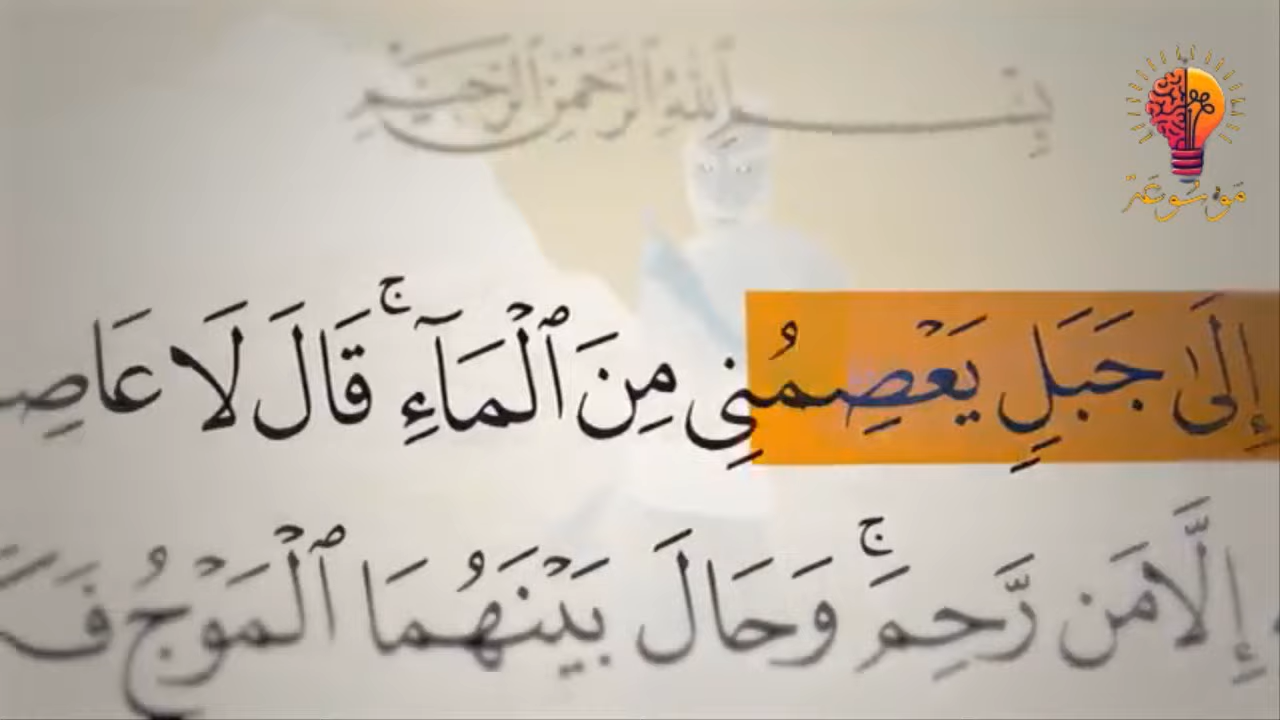 بِسْمِ ٱللَّهِ ٱلرَّحْمَٰنِ ٱلرَّحِيمِ
مَوْسُوعَة
إِلَىٰ جَبَلٍ يَعْصِمُنِى مِنَ ٱلْمَآءِ ۚ قَالَ لَا عَاصِ
إِلَّا مَن رَّحِمَ ۚ وَحَالَ بَيْنَهُمَا ٱلْمَوْجُ